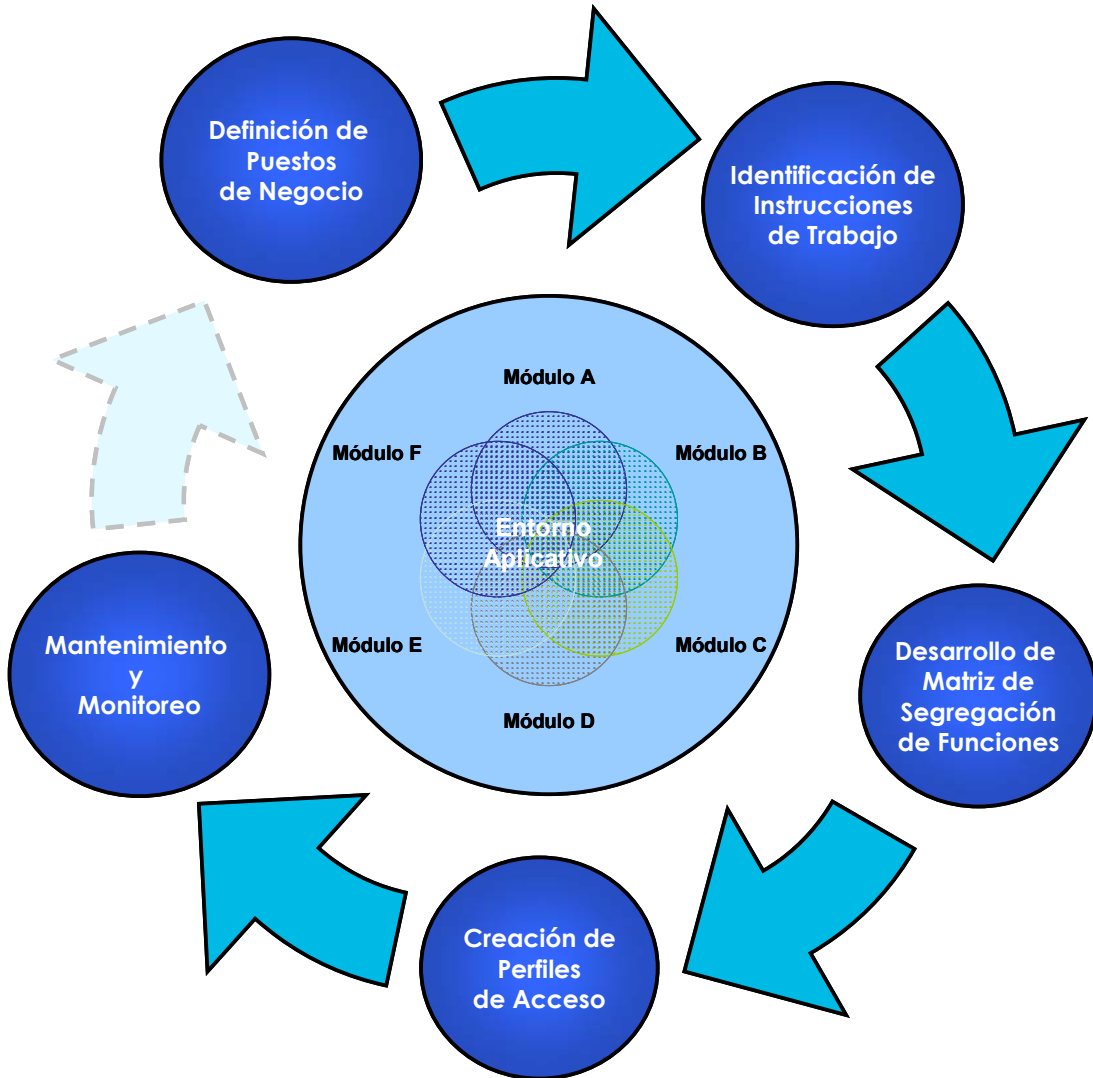 Definición de
Puestos
de Negocio
Identificación de
Instrucciones
de Trabajo
Desarrollo de
Matriz de
Segregación
de Funciones
Creación de
Perfiles
de Acceso
Mantenimiento
y
Monitoreo
Módulo A
Módulo B
Módulo C
Módulo D
Módulo E
Módulo F
Entorno
Aplicativo